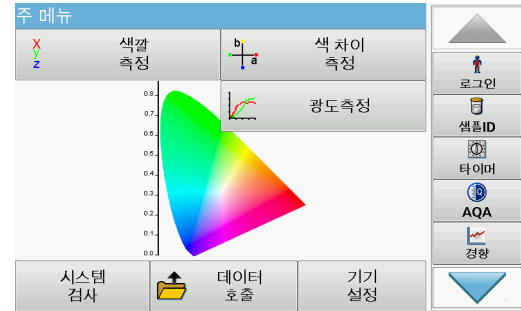 주 메뉴
X
y
z
색깔
측정
b
a
색 차이
측정
광도측정
0.8
0.7
0.6
0.5
0.4
0.3
0.2
0.1
0.0
시스템
검사
데이터
호출
기기
설정
로그인
샘플ID
타이머
AQA
경향